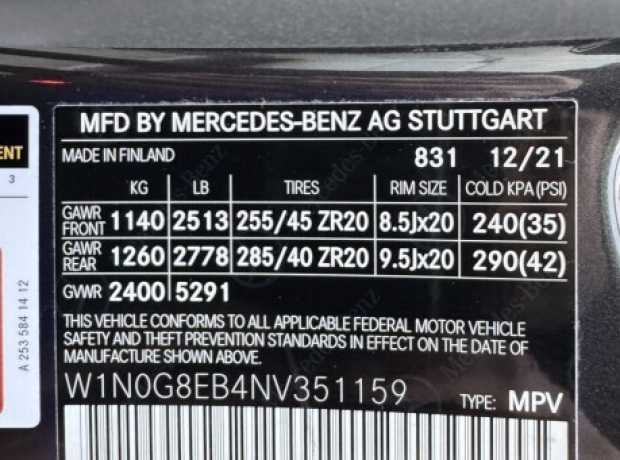 MFD BY MERCEDES-BENZ AG STUTTGART
MADE IN FINLAND 831 12/21
KG LB TIRES RIM SIZE COLD KPA(PSI)
GAWR FRONT 1140 2513 255/45 ZR20 8.5Jx20 240(35)
GAWR REAR 1260 2778 285/40 ZR20 9.5Jx20 290(42)
GVWR 2400 5291
THIS VEHICLE CONFORMS TO ALL APPLICABLE FEDERAL MOTOR VEHICLE
SAFETY AND THEFT PREVENTION STANDARDS IN EFFECT ON THE DATE OF
MANUFACTURE SHOWN ABOVE.
W1N0G8EB4NV351159
TYPE: MPV
ENT
3
A 253 584 14 12
Mercedes-Benz